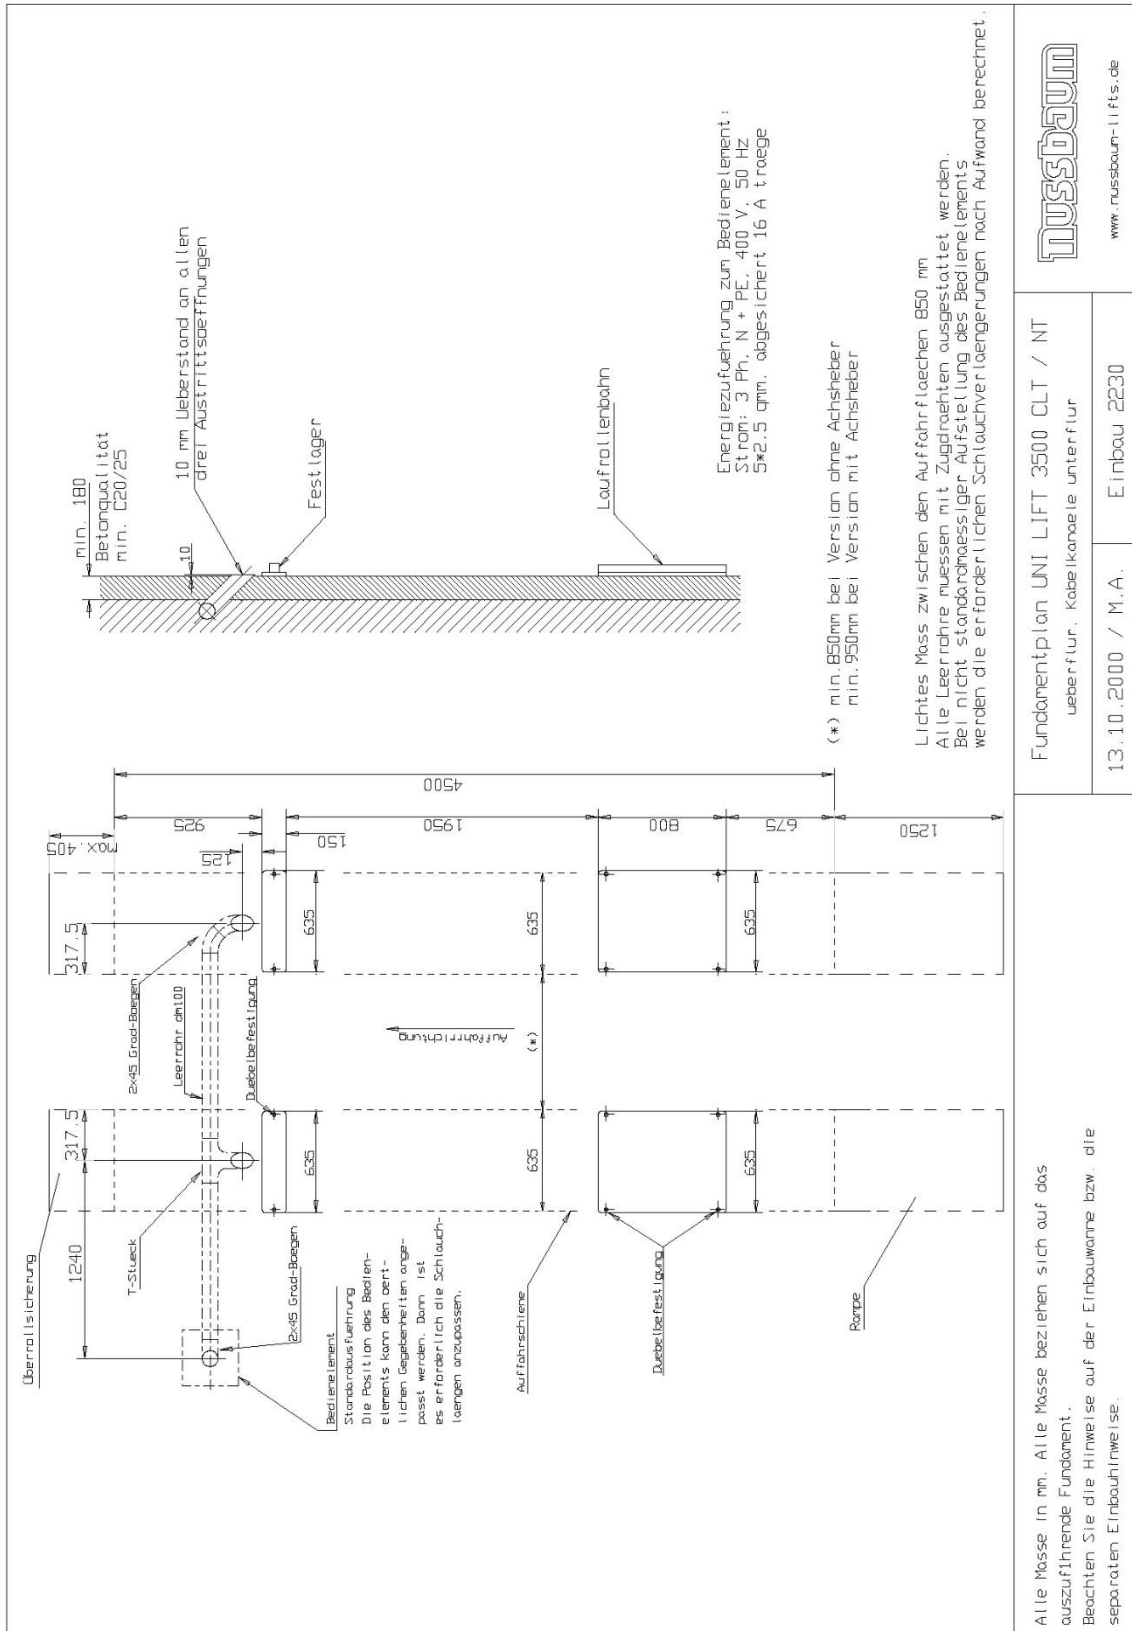 Überrollsicherung
1240
317.5
317.5
max. 405
T-Stueck
2x45 Grad-Boegen
Leerrohr dm100
Duebelbefestigung
2x45 Grad-Boegen
Bedienelement
Standardausfuehrung
Die Position des Bedien-
elements kann den oert-
lichen Gegebenheiten ange-
passt werden. Dann ist
es erforderlich die Schlauch-
laengen anzupassen.
925
125
150
635
635
1950
4500
Auffahrrichtung
635
(*)
635
Auffahrschiene
800
Duebelbefestigung
635
635
675
Rampe
1250
min. 180
Betonqualität
min. C20/25
10
10 mm Ueberstand an allen
drei Austrittsoeffnungen
Festlager
Laufrollenbahn
Energiezufuehrung zum Bedienelement:
Strom: 3 Ph, N + PE, 400 V, 50 HZ
5*2.5 qmm, abgesichert 16 A traege
(*) min.850mm bei Version ohne Achsheber
min.950mm bei Version mit Achsheber
Lichtes Mass zwischen den Auffahrflaechen 850 mm
Alle Leerrohre muessen mit Zugdraehten ausgestattet werden.
Bei nicht standardmaessiger Aufstellung des Bedienelements
werden die erforderlichen Schlauchverlaengerungen nach Aufwand berechnet.
Alle Masse in mm. Alle Masse beziehen sich auf das
auszuf1hrende Fundament.
Beachten Sie die Hinweise auf der Einbauwanne bzw. die
separaten Einbauhinweise.
Fundamentplan UNI LIFT 3500 CLT / NT
ueberflur, Kabelkanaele unterflur
13.10.2000 / M.A.
Einbau 2230
nussbaum
www.nussbaum-lifts.de